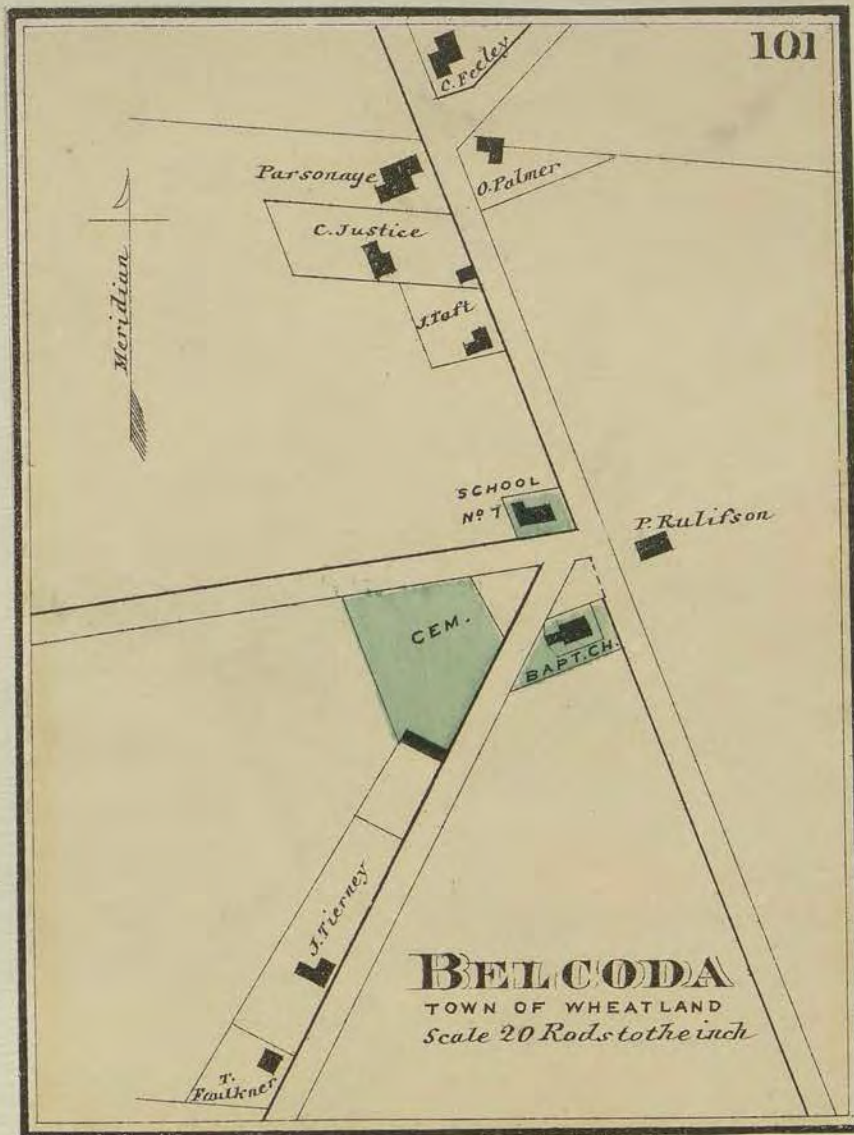 101
C. Feeley
Parsonage
O. Palmer
C. Justice
Meridian
J. Taft
SCHOOL
No 7
P. Rulifson
CEM.
BAPT. CH.
J. Tierney
BELCODA
TOWN OF WHEATLAND
Scale 20 Rods to the inch
T.
Faulkner